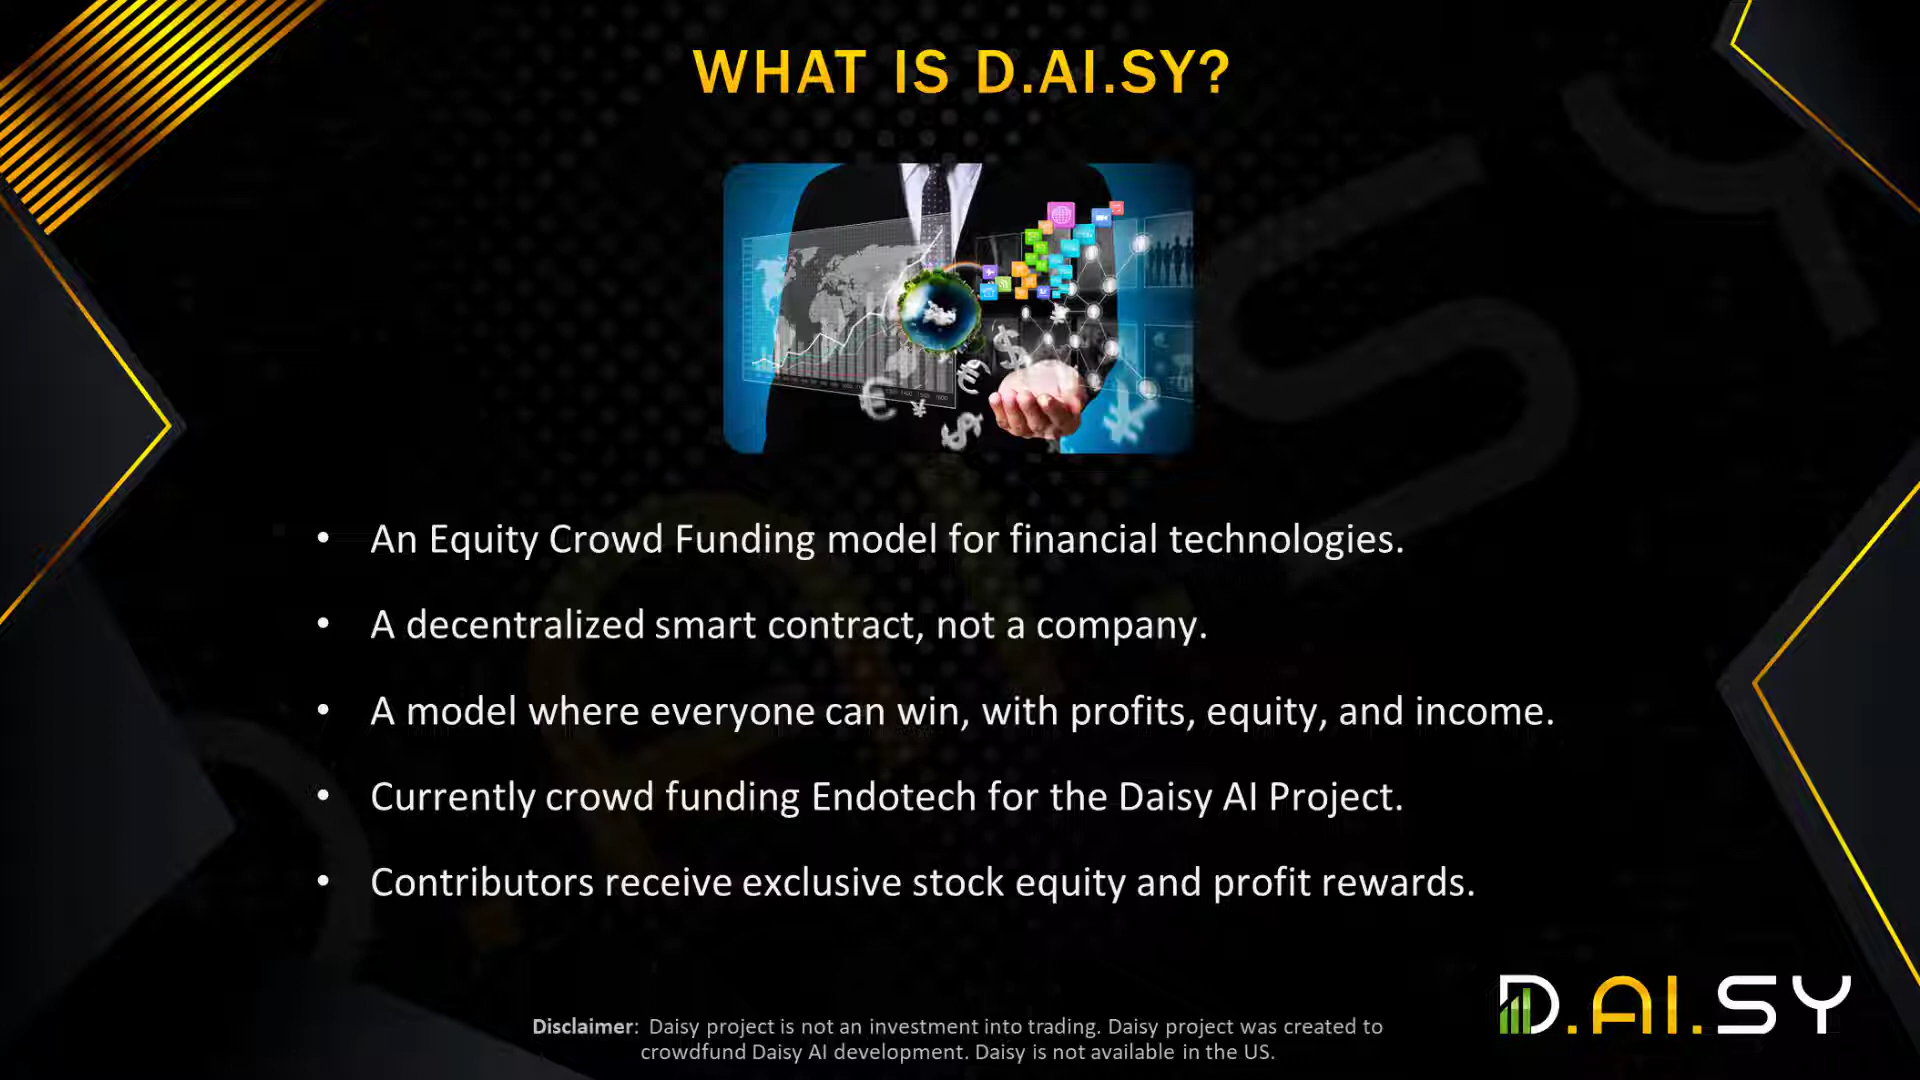 WHAT IS D.AI.SY?
• An Equity Crowd Funding model for financial technologies.
• A decentralized smart contract, not a company.
• A model where everyone can win, with profits, equity, and income.
• Currently crowd funding Endotech for the Daisy AI Project.
• Contributors receive exclusive stock equity and profit rewards.
D.AI.SY
Disclaimer: Daisy project is not an investment into trading. Daisy project was created to
crowdfund Daisy AI development. Daisy is not available in the US.